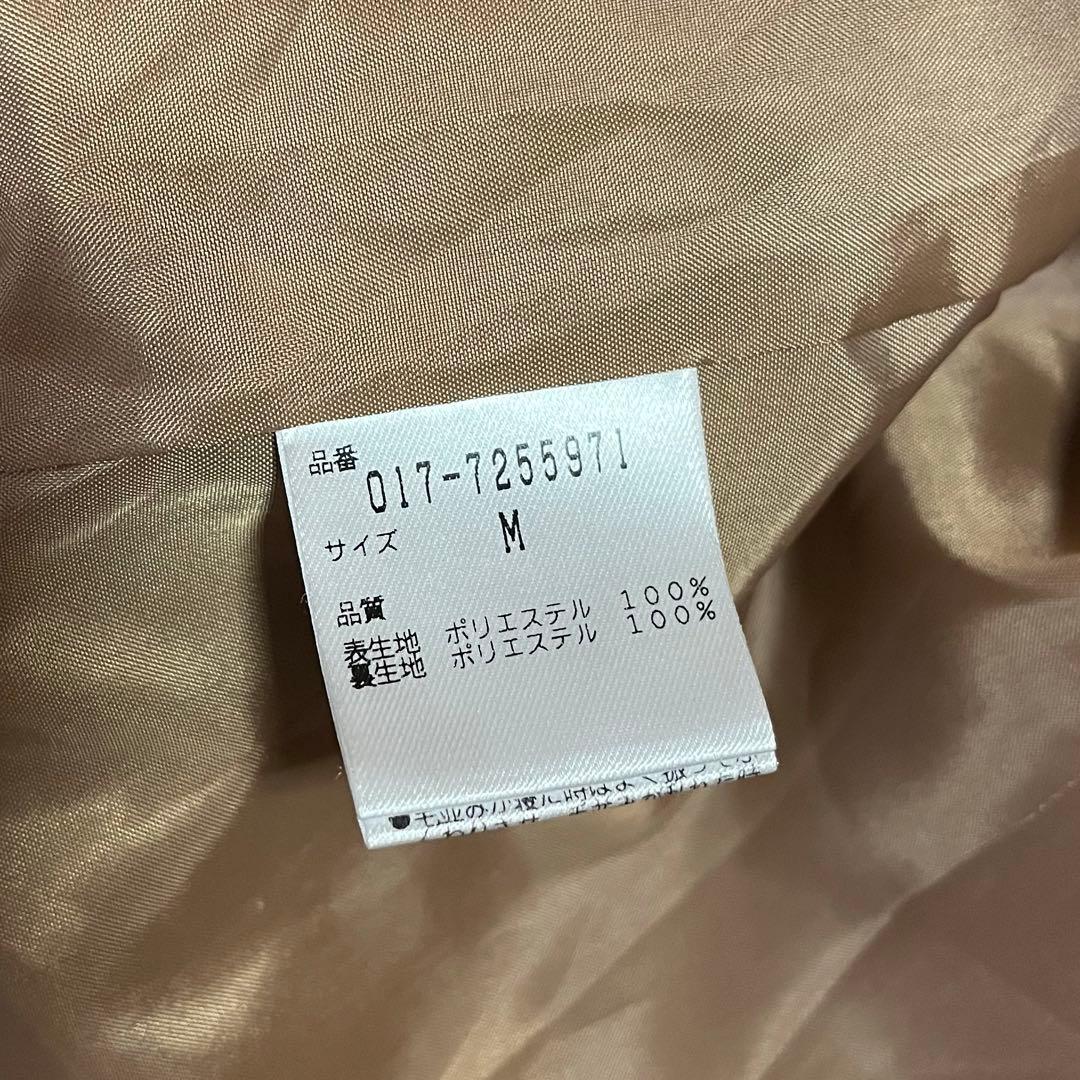 品番 017-7255971
サイズ M
品質
表生地 ポリエステル 100%
裏生地 ポリエステル 100%